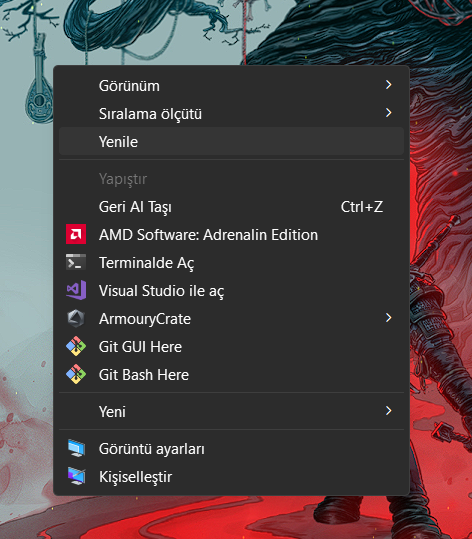 Görünüm
Sıralama ölçütü
Yenile
Yapıştır
Geri Al Taşı Ctrl+Z
AMD Software: Adrenalin Edition
Terminalde Aç
Visual Studio ile aç
ArmouryCrate
Git GUI Here
Git Bash Here
Yeni
Görüntü ayarları
Kişiselleştir